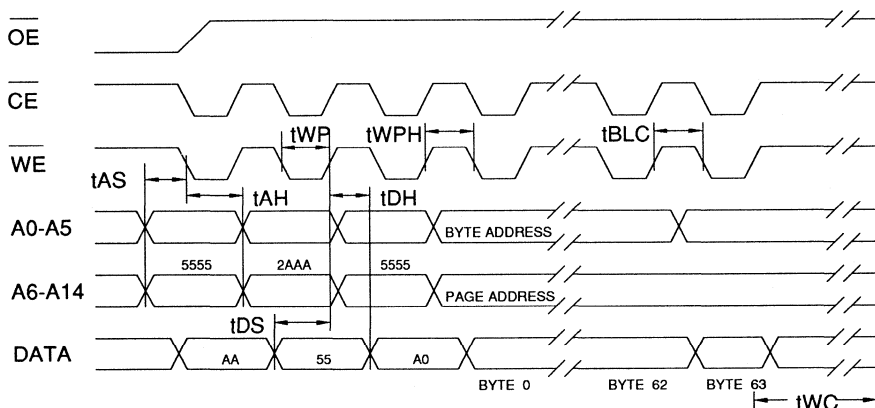 OE
CE
tWP tWPH tBLC
WE
tAS
tAH tDH
A0-A5 BYTE ADDRESS
5555 2AAA 5555
A6-A14 PAGE ADDRESS
tDS
DATA AA 55 A0
BYTE 0 BYTE 62 BYTE 63
tWC